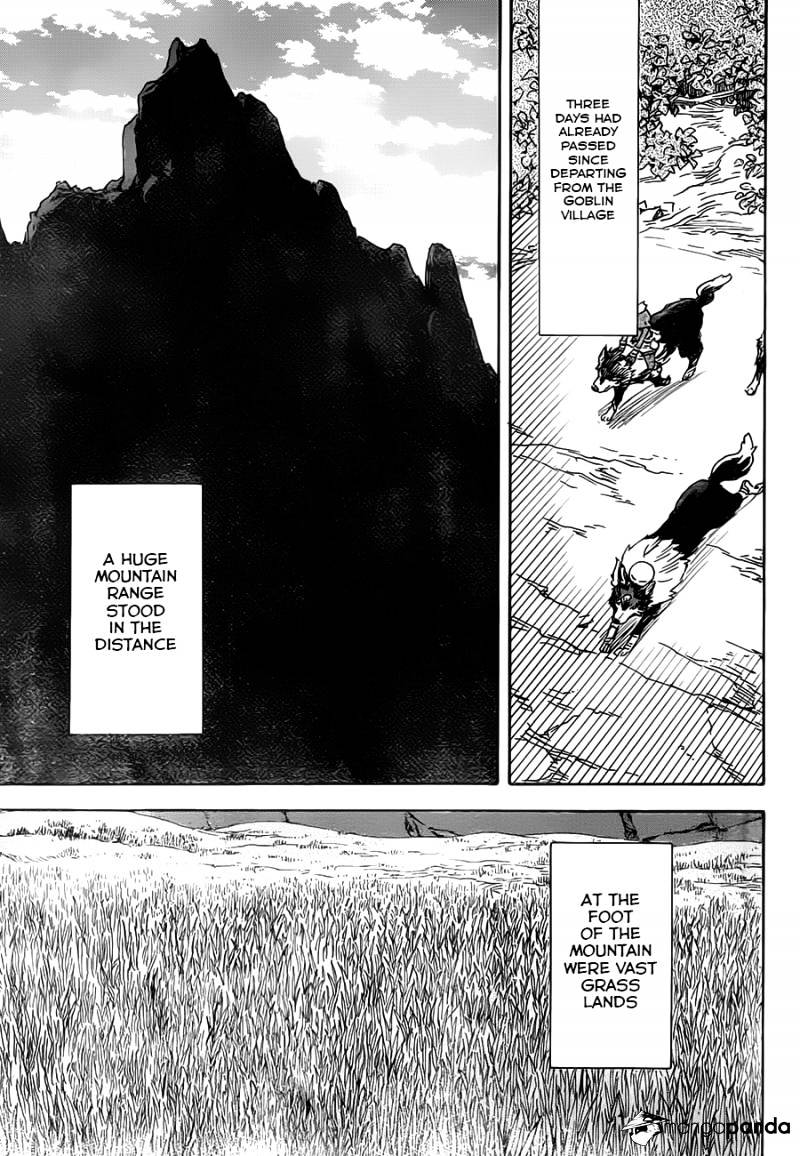 THREE
DAYS HAD
ALREADY
PASSED
SINCE
DEPARTING
FROM THE
GOBLIN
VILLAGE
A HUGE
MOUNTAIN
RANGE
STOOD
IN THE
DISTANCE
AT THE
FOOT
OF THE
MOUNTAIN
WERE VAST
GRASS
LANDS
mangapanda